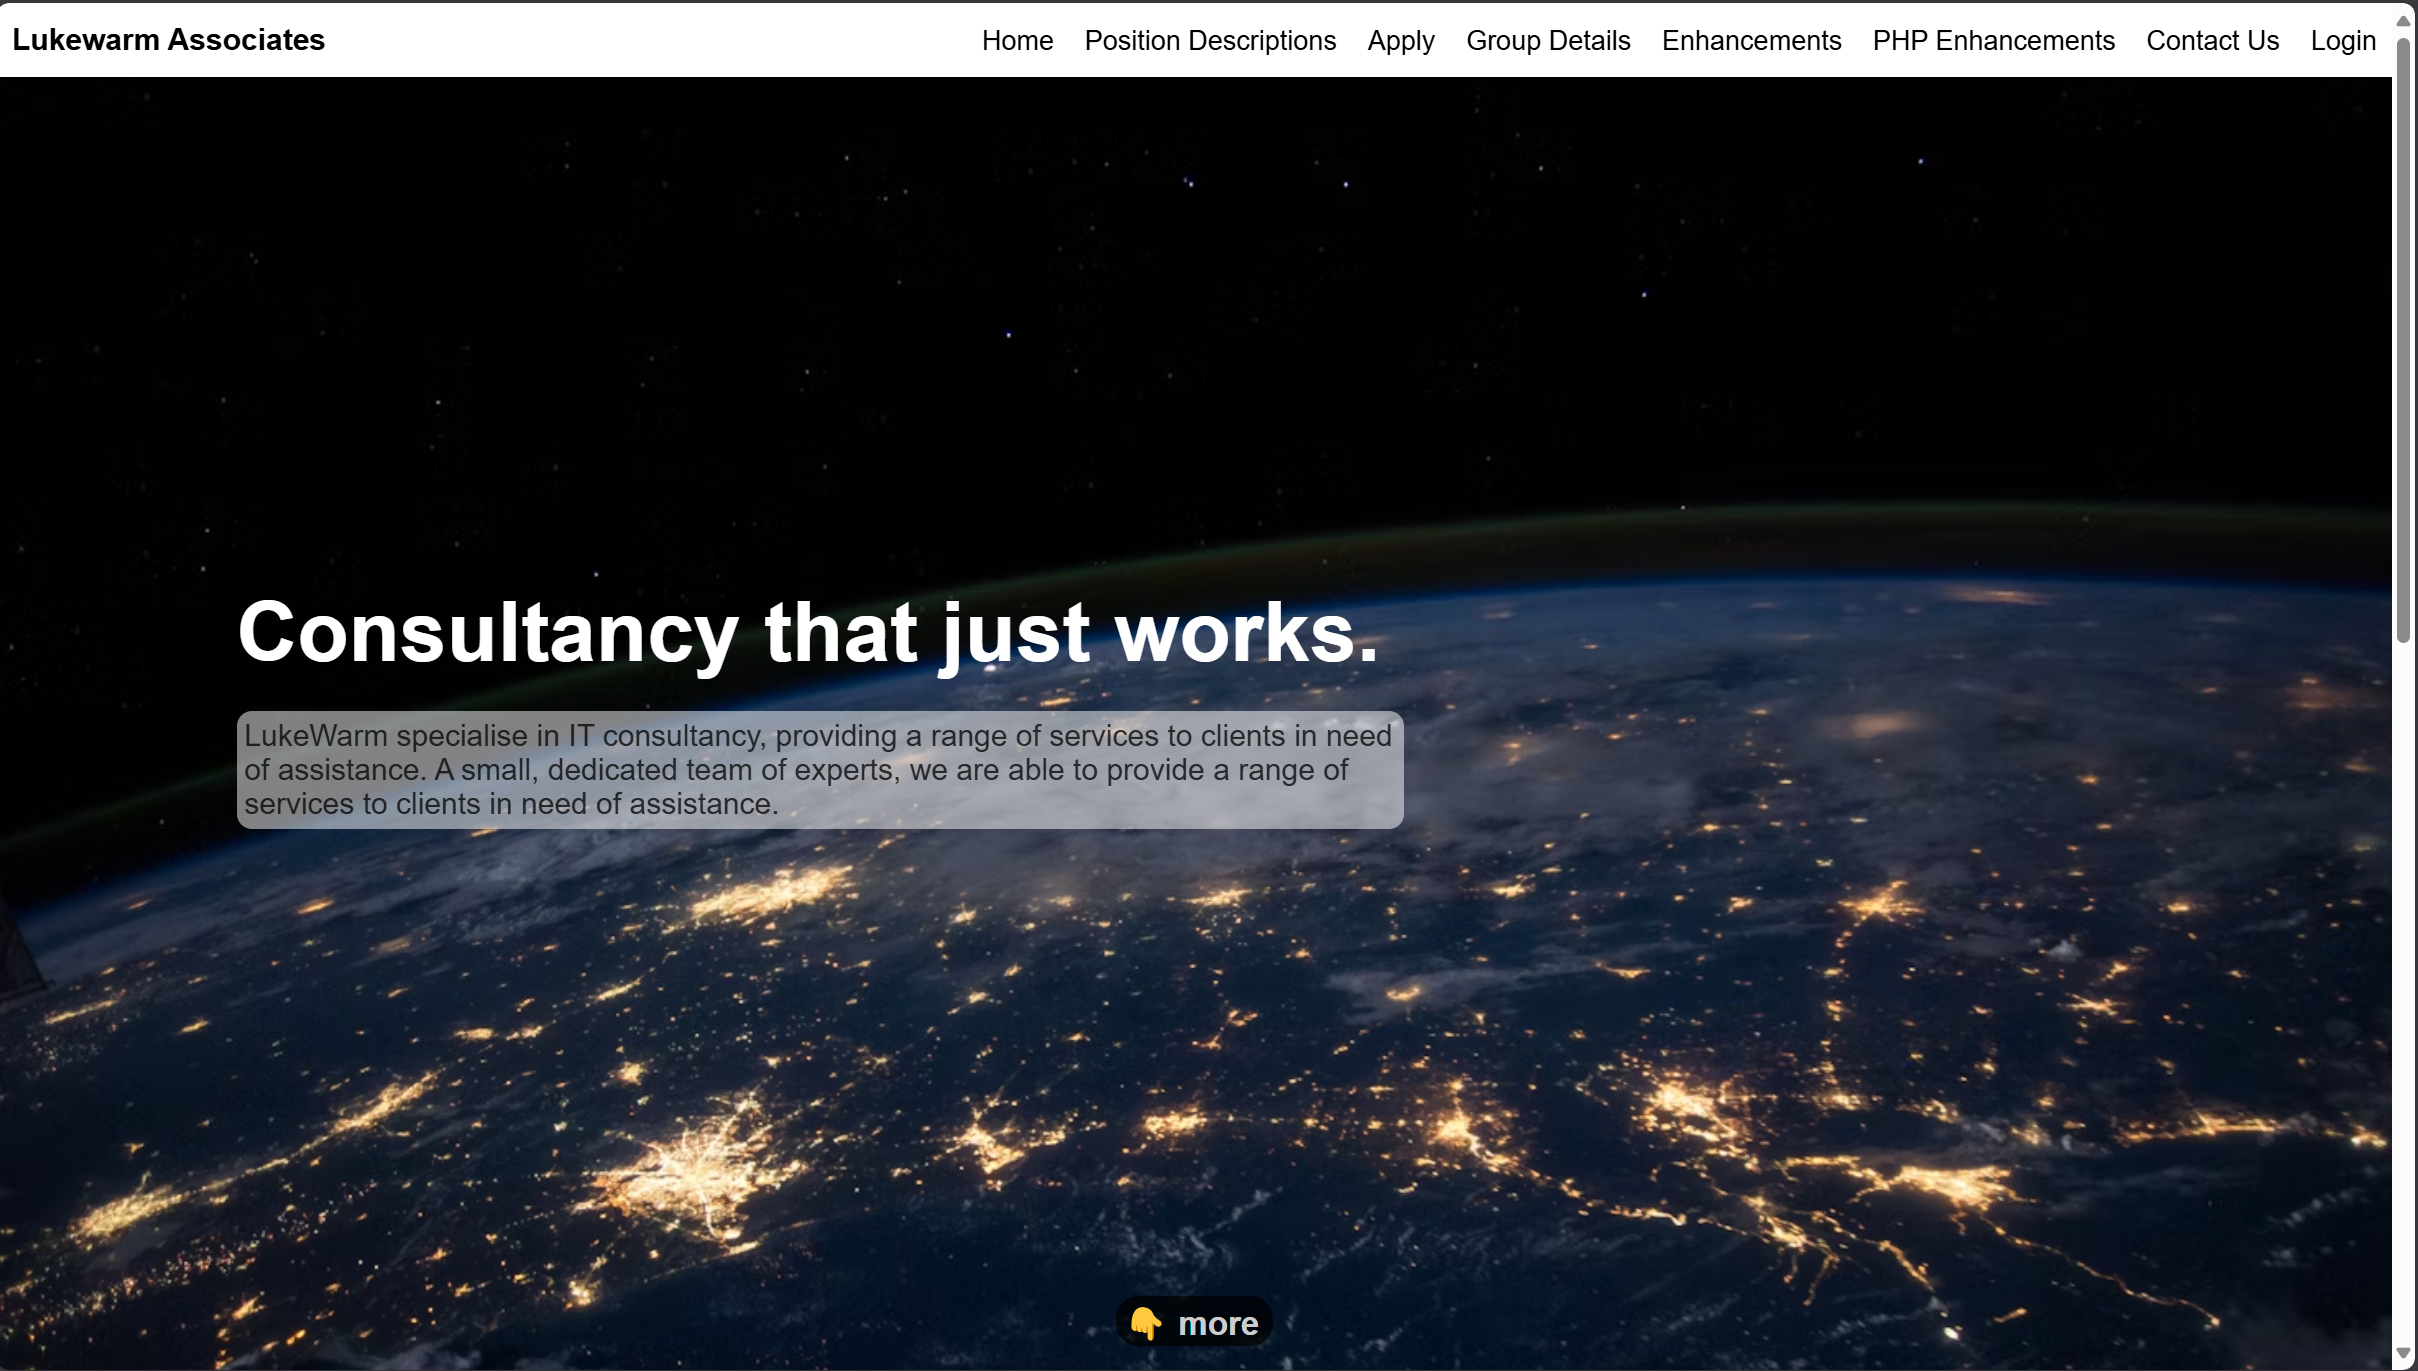 Lukewarm Associates
Home Position Descriptions Apply Group Details Enhancements PHP Enhancements Contact Us Login
Consultancy that just works.
LukeWarm specialise in IT consultancy, providing a range of services to clients in need
of assistance. A small, dedicated team of experts, we are able to provide a range of
services to clients in need of assistance.
👇 more